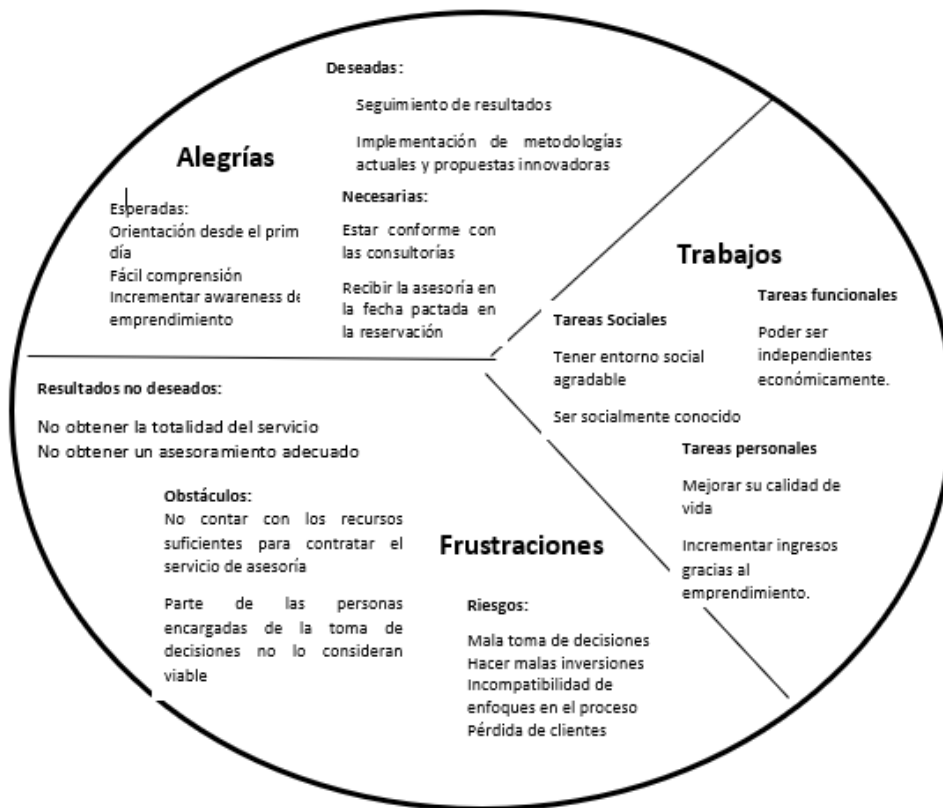 Alegrías
Deseadas:
Seguimiento de resultados
Implementación de metodologías
actuales y propuestas innovadoras
Necesarias:
Estar conforme con
las consultorías
Recibir la asesoría en
la fecha pactada en
la reservación
Esperadas:
Orientación desde el prim
día
Fácil comprensión
Incrementar awareness de
emprendimiento
Trabajos
Tareas funcionales
Poder ser
independientes
económicamente.
Tareas Sociales
Tener entorno social
agradable
Ser socialmente conocido
Tareas personales
Mejorar su calidad de
vida
Incrementar ingresos
gracias al
emprendimiento.
Resultados no deseados:
No obtener la totalidad del servicio
No obtener un asesoramiento adecuado
Obstáculos:
No contar con los recursos
suficientes para contratar el
servicio de asesoría
Parte de las personas
encargadas de la toma de
decisiones no lo consideran
viable
Frustraciones
Riesgos:
Mala toma de decisiones
Hacer malas inversiones
Incompatibilidad de
enfoques en el proceso
Pérdida de clientes